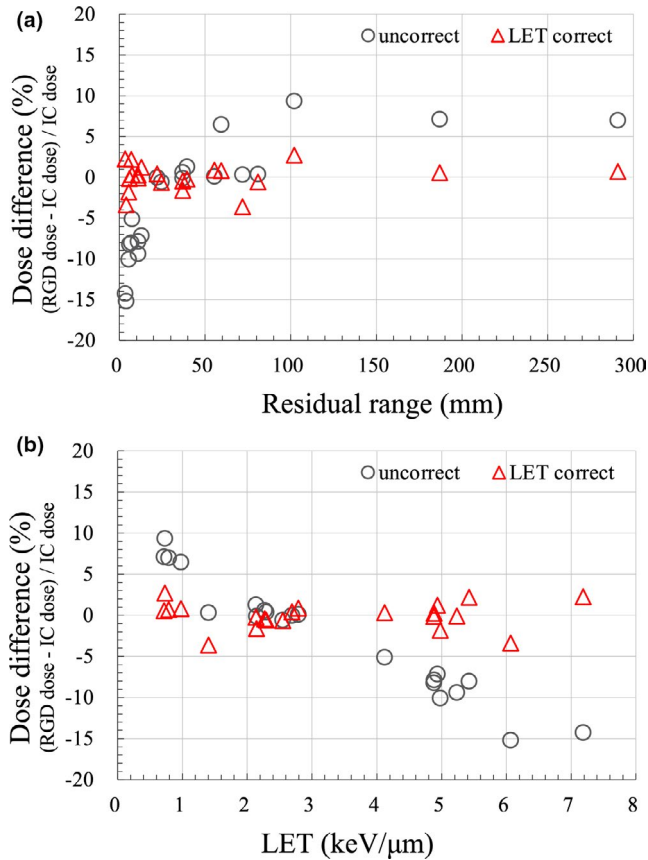 (a)
uncorrect
LET correct
Dose difference (%)
(RGD dose - IC dose) / IC dose
20
15
10
5
0
-5
-10
-15
-20
0
50
100
150
200
250
300
Residual range (mm)
(b)
uncorrect
LET correct
Dose difference (%)
(RGD dose - IC dose) / IC dose
20
15
10
5
0
-5
-10
-15
-20
0
1
2
3
4
5
6
7
8
LET (keV/μm)